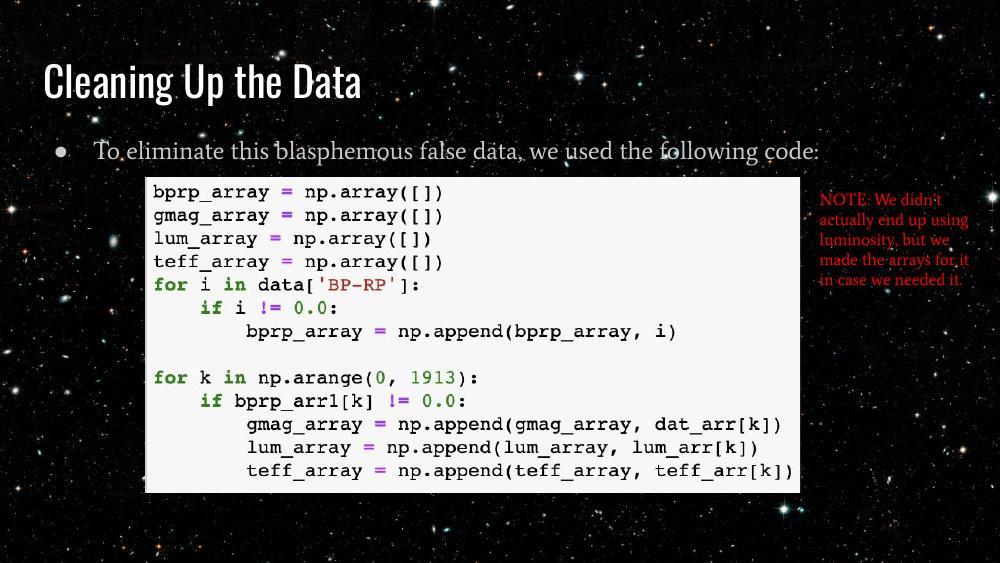 Cleaning Up the Data
● To eliminate this blasphemous false data, we used the following code:
bprp_array = np.array([])
gmag_array = np.array([])
lum_array = np.array([])
teff_array = np.array([])
for i in data['BP-RP']:
    if i != 0.0:
        bprp_array = np.append(bprp_array, i)

for k in np.arange(0, 1913):
    if bprp_arr1[k] != 0.0:
        gmag_array = np.append(gmag_array, dat_arr[k])
        lum_array = np.append(lum_array, lum_arr[k])
        teff_array = np.append(teff_array, teff_arr[k])
NOTE: We didn't
actually end up using
luminosity, but we
made the arrays for it
in case we needed it.